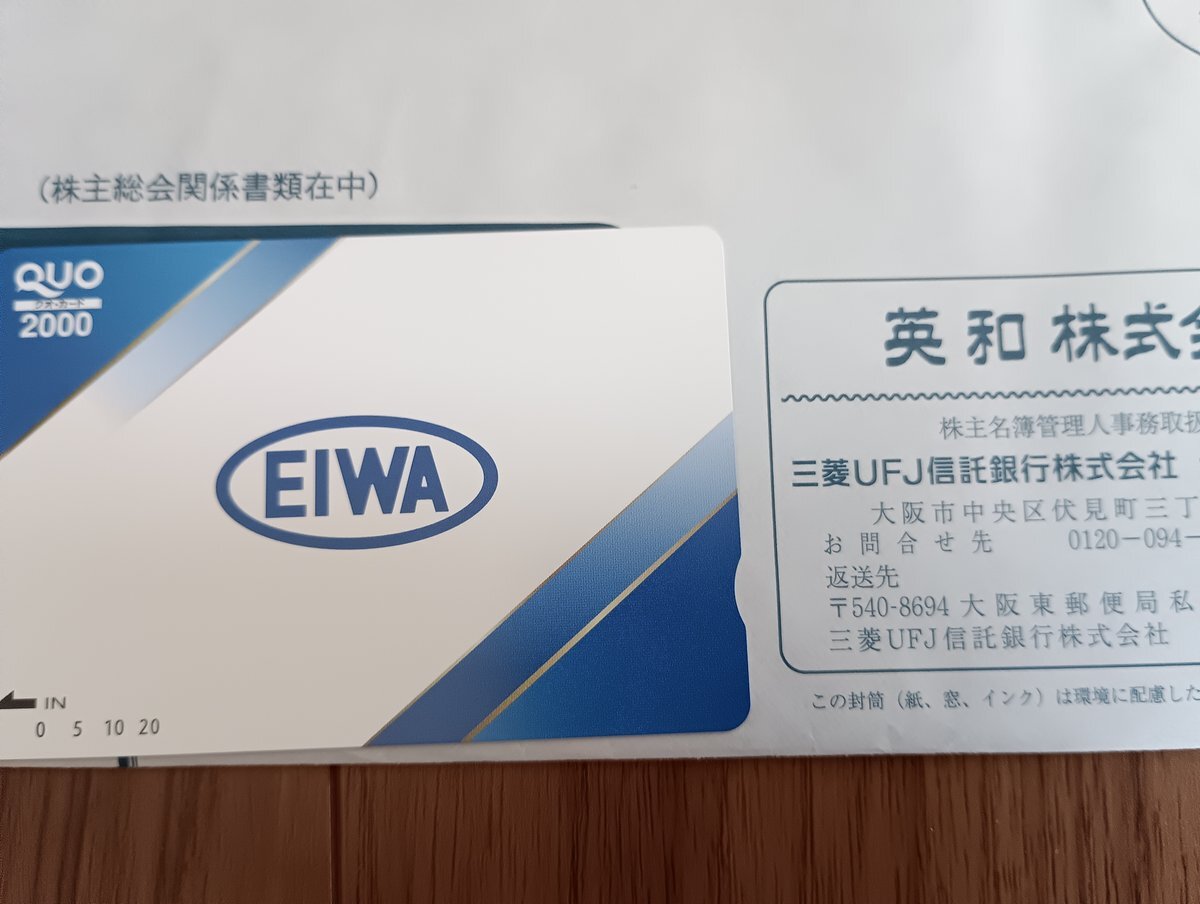 (株主総会関係書類在中)
QUO
クオ・カード
2000
EIWA
IN
0 5 10 20
英和株式会
株主名簿管理人事務取扱
三菱UFJ信託銀行株式会社
大阪市中央区伏見町三丁
お問合せ先 0120-094-
返送先
〒540-8694 大阪東郵便局私
三菱UFJ信託銀行株式会社
この封筒(紙、窓、インク)は環境に配慮した